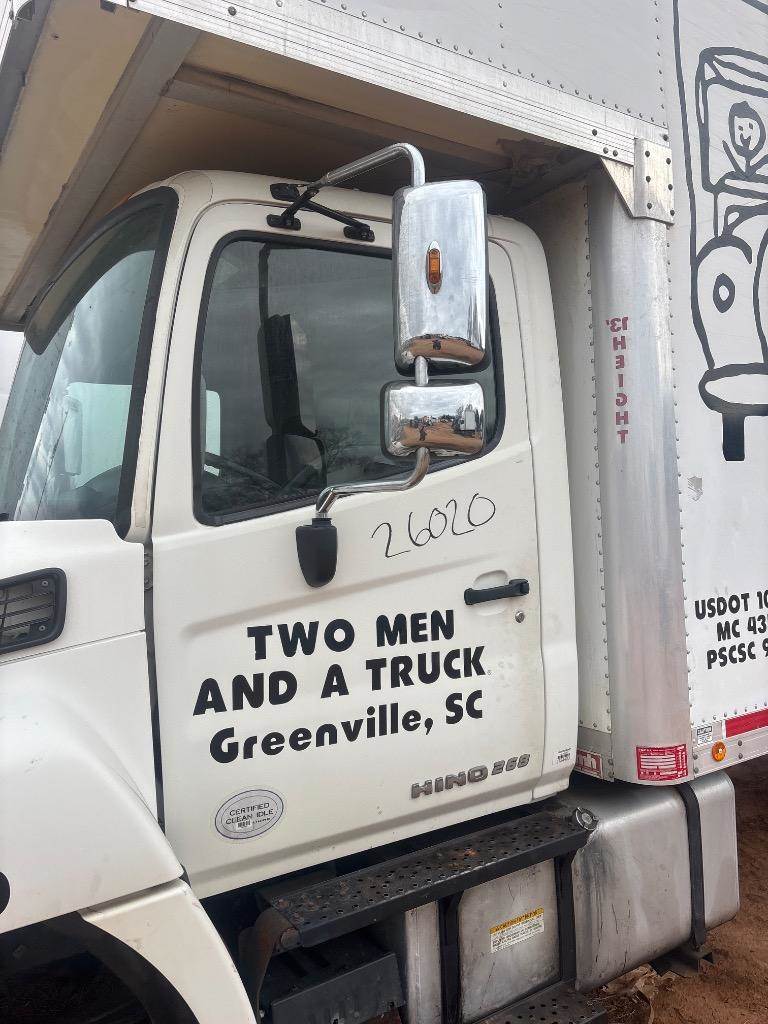 13' HEIGHT
26020
TWO MEN
AND A TRUCK®
Greenville, SC
HINO 268
CERTIFIED
CLEAN IDLE
USDOT 10
MC 43
PSCSC 9